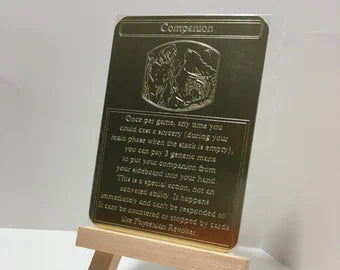 Companion
Once per game, any time you
could cast a sorcery (during your
main phase when the stack is empty),
you can pay 3 generic mana
to put your companion from
your sideboard into your hand.
This is a special action, not an
activated ability. It happens
immediately and can't be responded to.
It cant be countered or stopped by cards
like Phyrexian Revoker